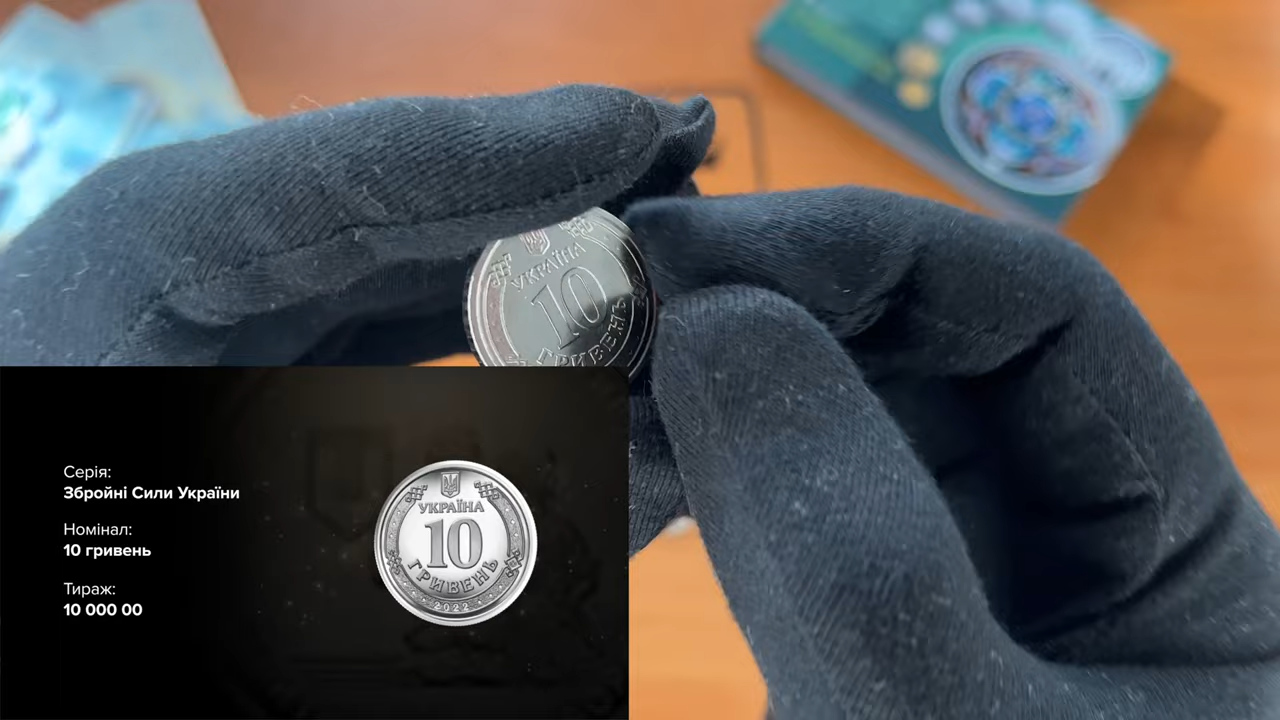 УКРАЇНА
10
ГРИВЕНЬ
Серія:
Збройні Сили України
Номінал:
10 гривень
Тираж:
10 000 00
УКРАЇНА
10
ГРИВЕНЬ
2022